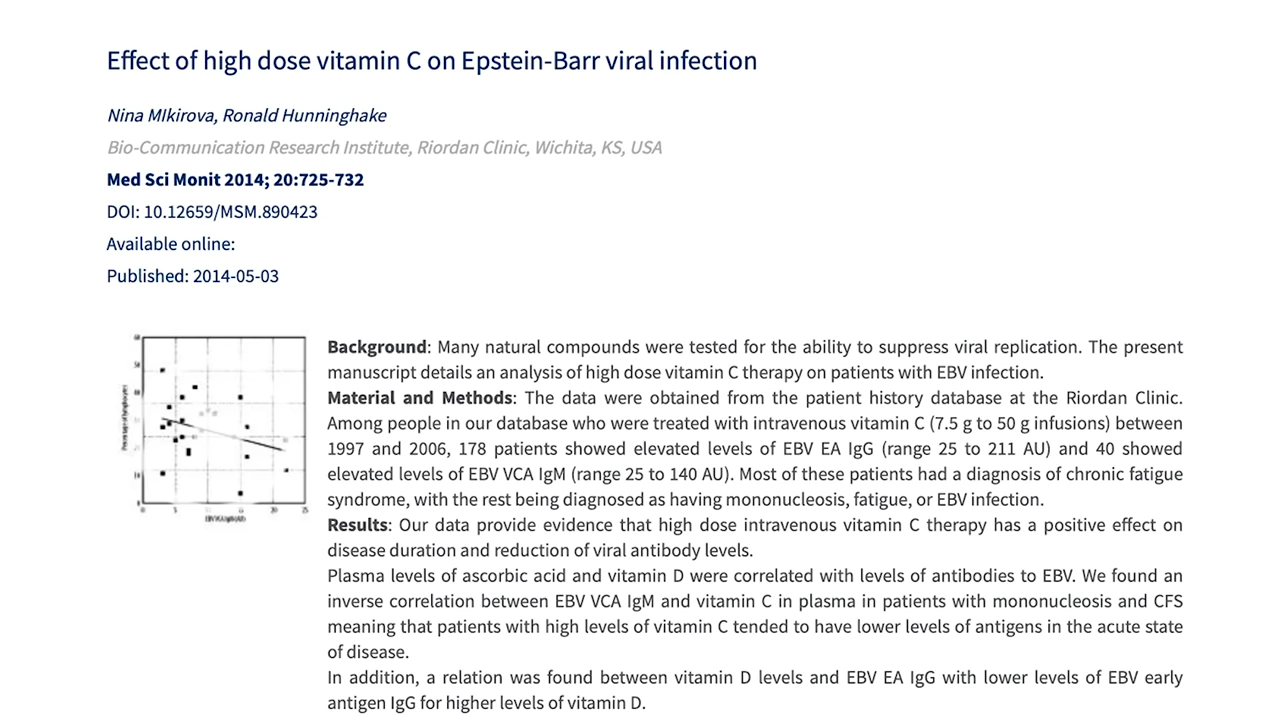 Effect of high dose vitamin C on Epstein-Barr viral infection
Nina MIkirova, Ronald Hunninghake
Bio-Communication Research Institute, Riordan Clinic, Wichita, KS, USA
Med Sci Monit 2014; 20:725-732
DOI: 10.12659/MSM.890423
Available online:
Published: 2014-05-03
Background: Many natural compounds were tested for the ability to suppress viral replication. The present
manuscript details an analysis of high dose vitamin C therapy on patients with EBV infection.
Material and Methods: The data were obtained from the patient history database at the Riordan Clinic.
Among people in our database who were treated with intravenous vitamin C (7.5 g to 50 g infusions) between
1997 and 2006, 178 patients showed elevated levels of EBV EA IgG (range 25 to 211 AU) and 40 showed
elevated levels of EBV VCA IgM (range 25 to 140 AU). Most of these patients had a diagnosis of chronic fatigue
syndrome, with the rest being diagnosed as having mononucleosis, fatigue, or EBV infection.
Results: Our data provide evidence that high dose intravenous vitamin C therapy has a positive effect on
disease duration and reduction of viral antibody levels.
Plasma levels of ascorbic acid and vitamin D were correlated with levels of antibodies to EBV. We found an
inverse correlation between EBV VCA IgM and vitamin C in plasma in patients with mononucleosis and CFS
meaning that patients with high levels of vitamin C tended to have lower levels of antigens in the acute state
of disease.
In addition, a relation was found between vitamin D levels and EBV EA IgG with lower levels of EBV early
antigen IgG for higher levels of vitamin D.